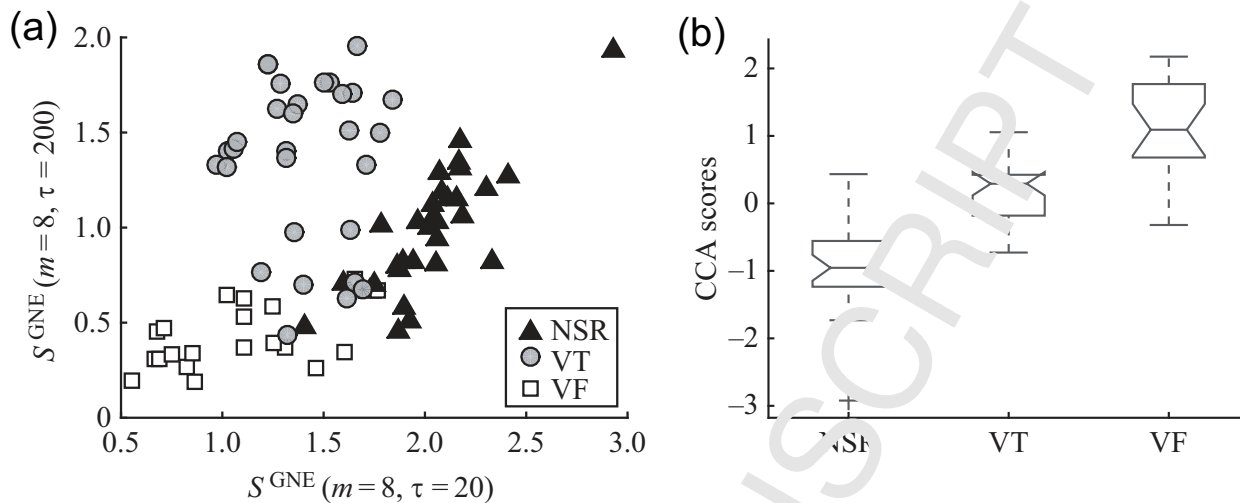 (a)
2.0
1.5
1.0
0.5
0
S GNE (m = 8, τ = 200)
0.5 1.0 1.5 2.0 2.5 3.0
S GNE (m = 8, τ = 20)
NSR
VT
VF
(b)
2
1
0
−1
−2
−3
CCA scores
NSR VT VF
SCRIPT